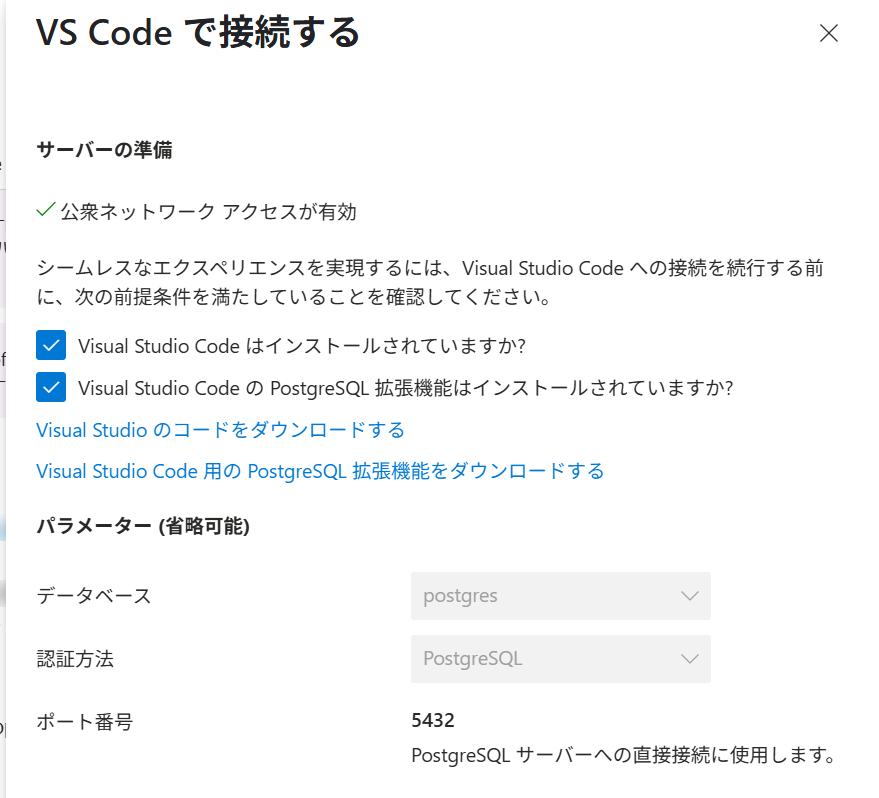 VS Code で接続する
サーバーの準備
公衆ネットワーク アクセスが有効
シームレスなエクスペリエンスを実現するには、Visual Studio Code への接続を続行する前
に、次の前提条件を満たしていることを確認してください。
Visual Studio Code はインストールされていますか?
Visual Studio Code の PostgreSQL 拡張機能はインストールされていますか?
Visual Studio のコードをダウンロードする
Visual Studio Code 用の PostgreSQL 拡張機能をダウンロードする
パラメーター (省略可能)
データベース
postgres
認証方法
PostgreSQL
ポート番号
5432
PostgreSQL サーバーへの直接接続に使用します。